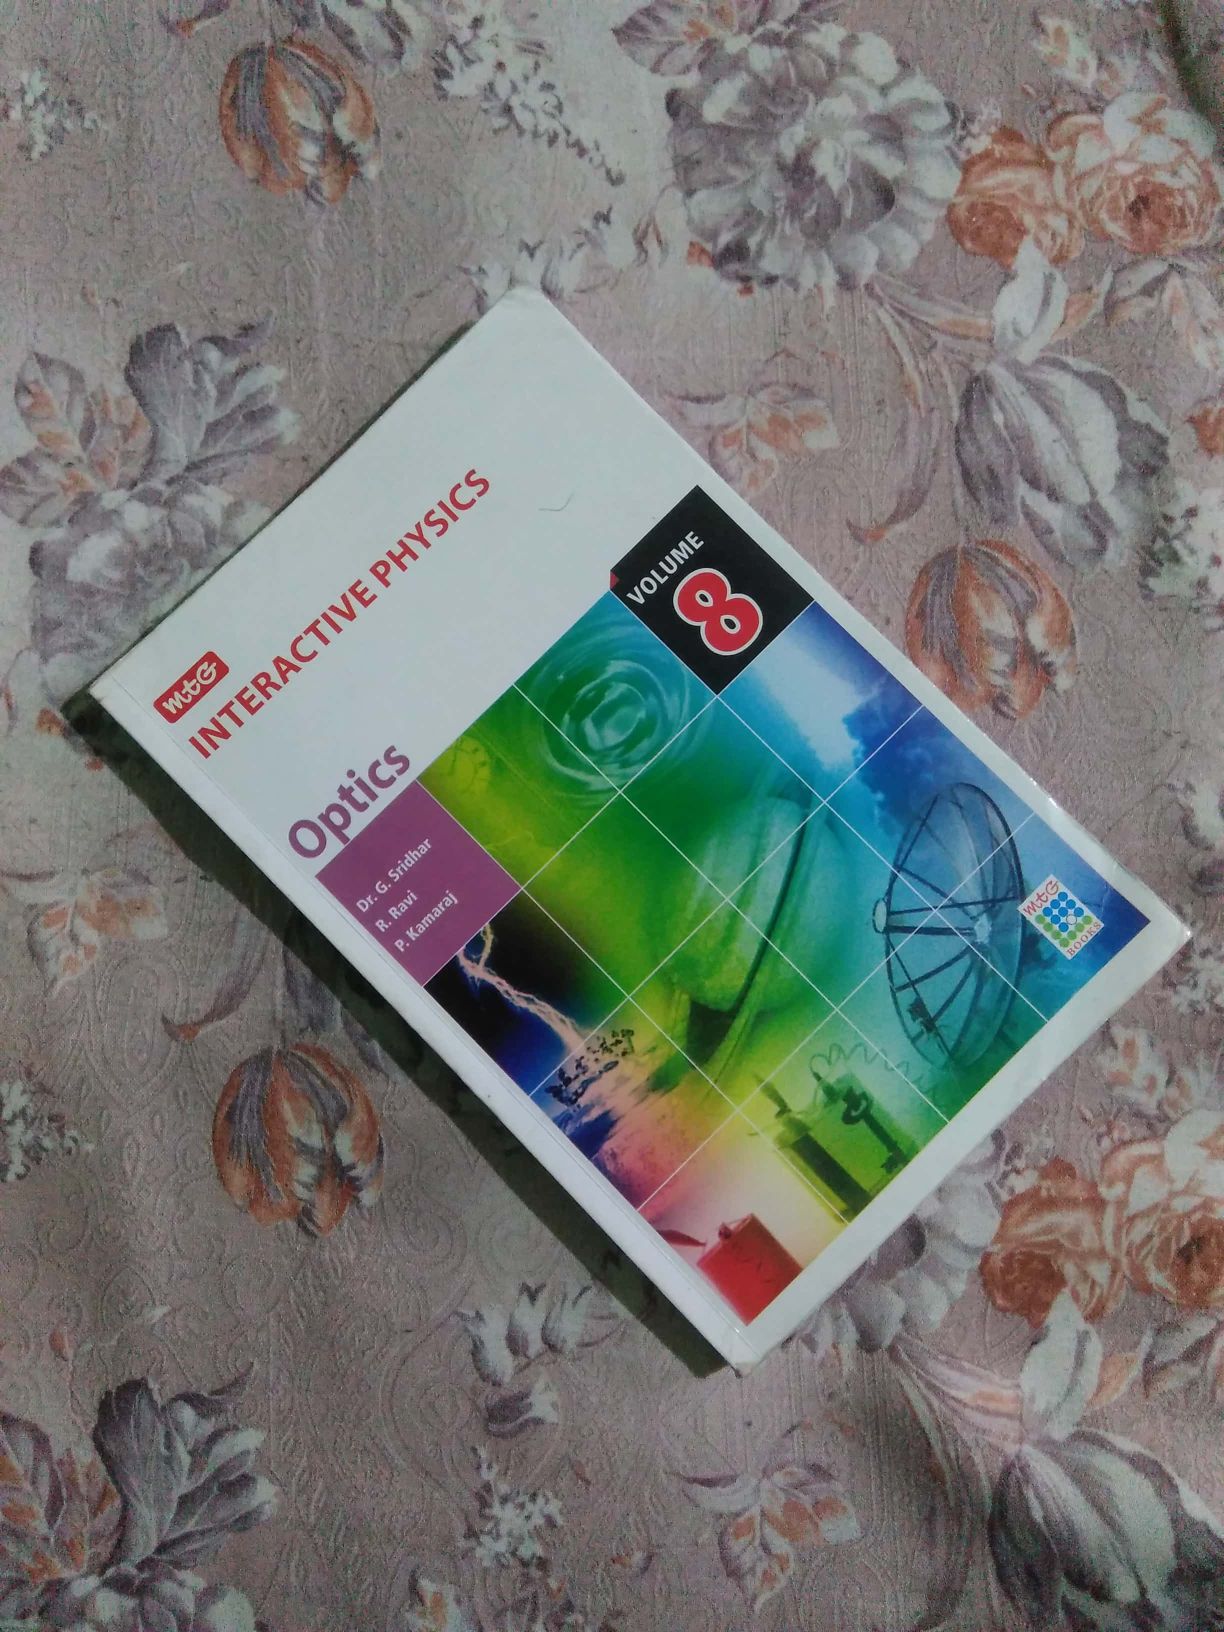 mtG
INTERACTIVE PHYSICS
VOLUME
8
Optics
Dr. G. Sridhar
R. Ravi
P. Kamaraj
mtG
BOOKS